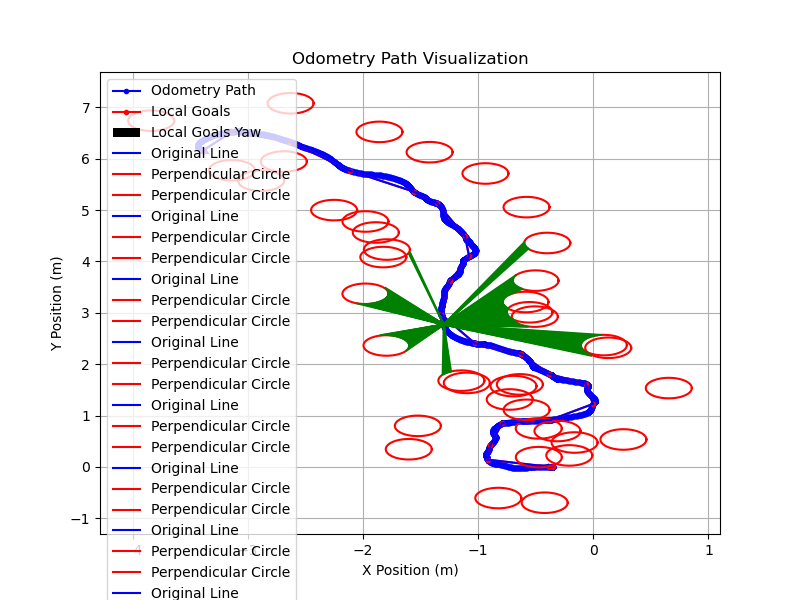 Odometry Path Visualization
Y Position (m)
7
6
5
4
3
2
1
0
−1
Odometry Path
Local Goals
Local Goals Yaw
Original Line
Perpendicular Circle
Perpendicular Circle
Original Line
Perpendicular Circle
Perpendicular Circle
Original Line
Perpendicular Circle
Perpendicular Circle
Original Line
Perpendicular Circle
Perpendicular Circle
Original Line
Perpendicular Circle
Perpendicular Circle
Original Line
Perpendicular Circle
Perpendicular Circle
Original Line
Perpendicular Circle
Perpendicular Circle
Original Line
−4 −3 −2 −1 0 1
X Position (m)